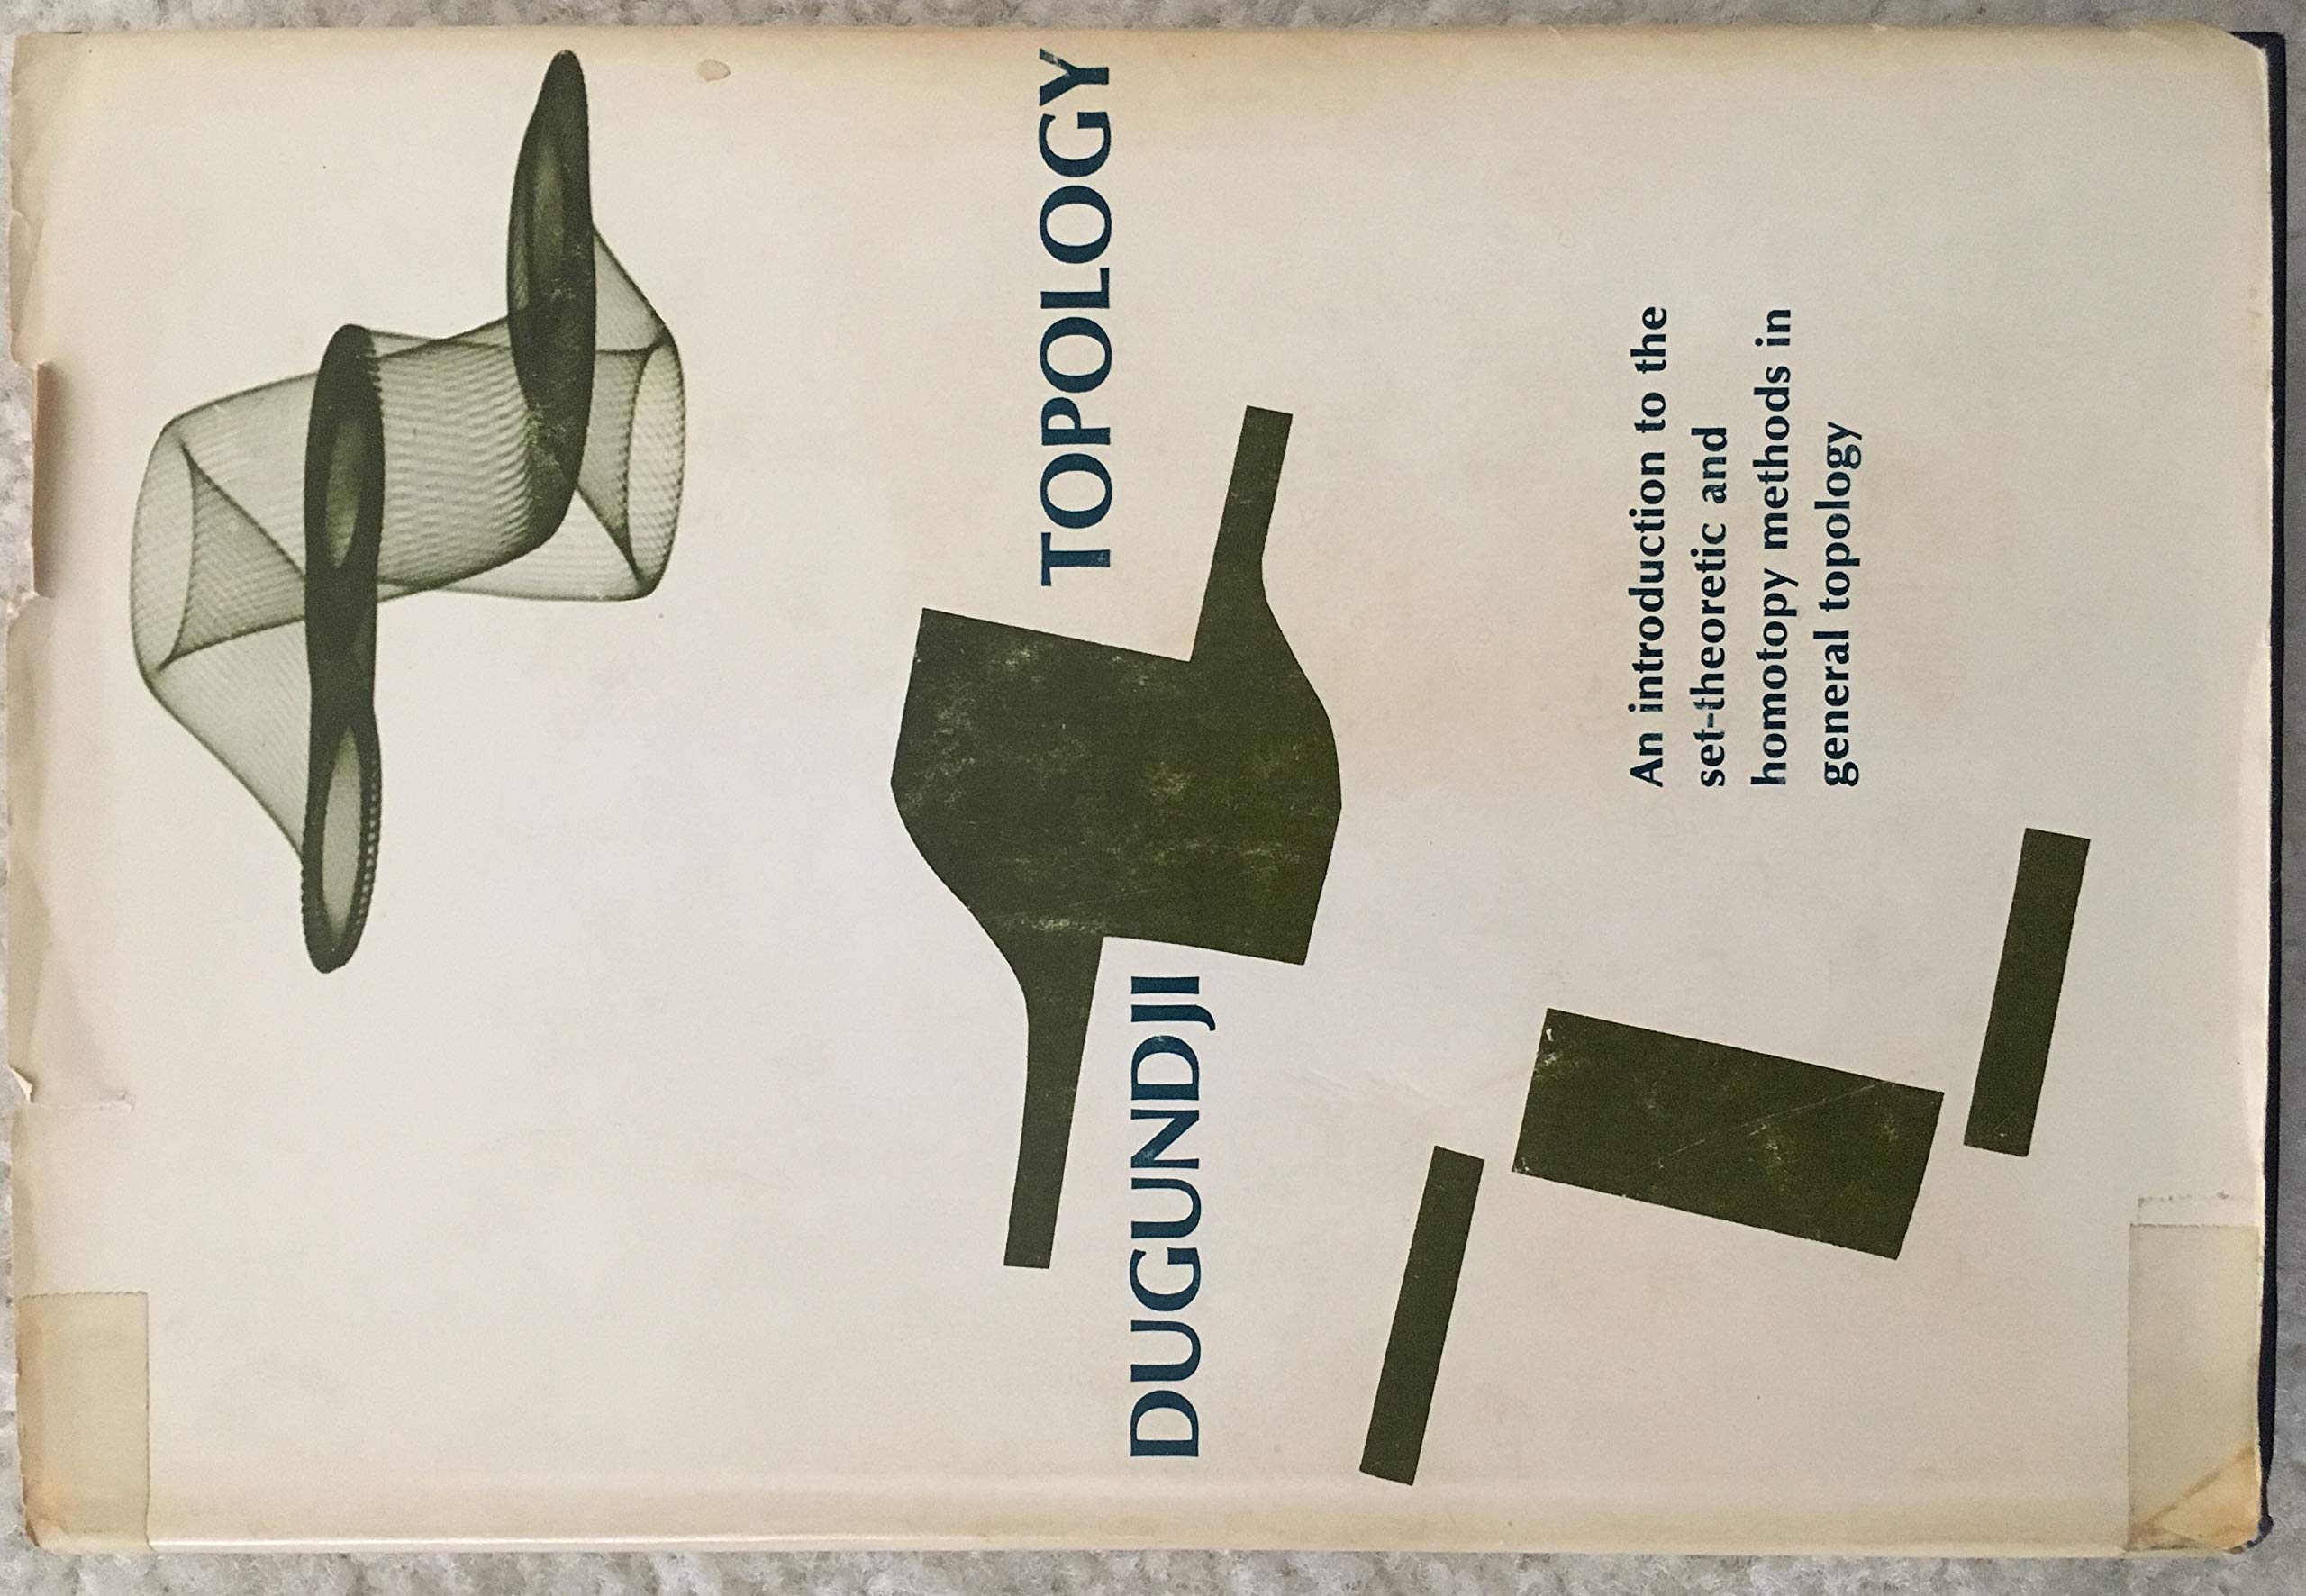 TOPOLOGY
DUGUNDJI
An introduction to the
set-theoretic and
homotopy methods in
general topology